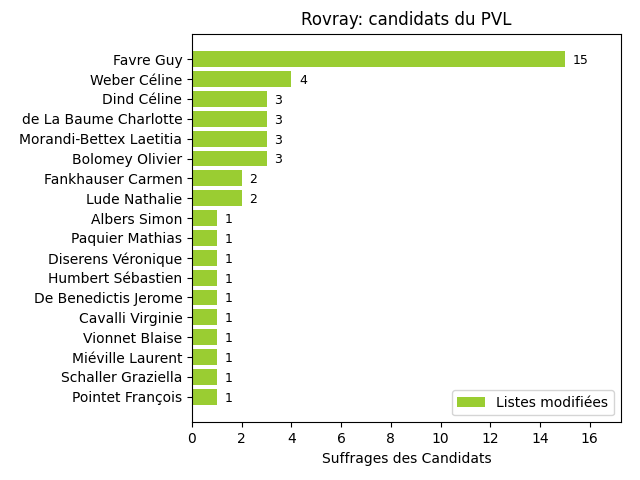 Rovray: candidats du PVL
Favre Guy 15
Weber Céline 4
Dind Céline 3
de La Baume Charlotte 3
Morandi-Bettex Laetitia 3
Bolomey Olivier 3
Fankhauser Carmen 2
Lude Nathalie 2
Albers Simon 1
Paquier Mathias 1
Diserens Véronique 1
Humbert Sébastien 1
De Benedictis Jerome 1
Cavalli Virginie 1
Vionnet Blaise 1
Miéville Laurent 1
Schaller Graziella 1
Pointet François 1
Listes modifiées
0 2 4 6 8 10 12 14 16
Suffrages des Candidats